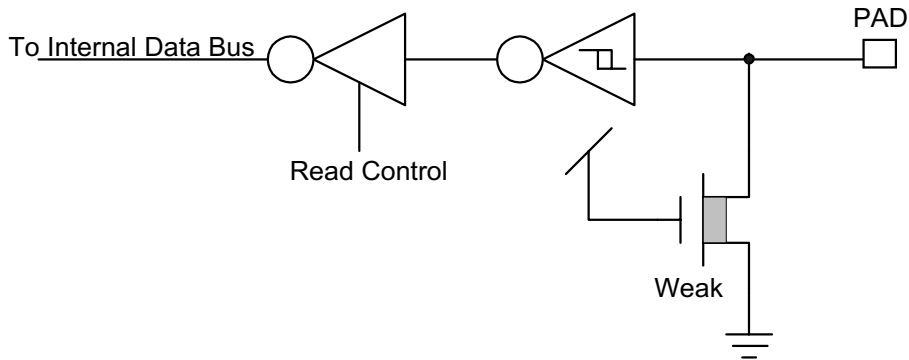 PAD
To Internal Data Bus
Read Control
Weak